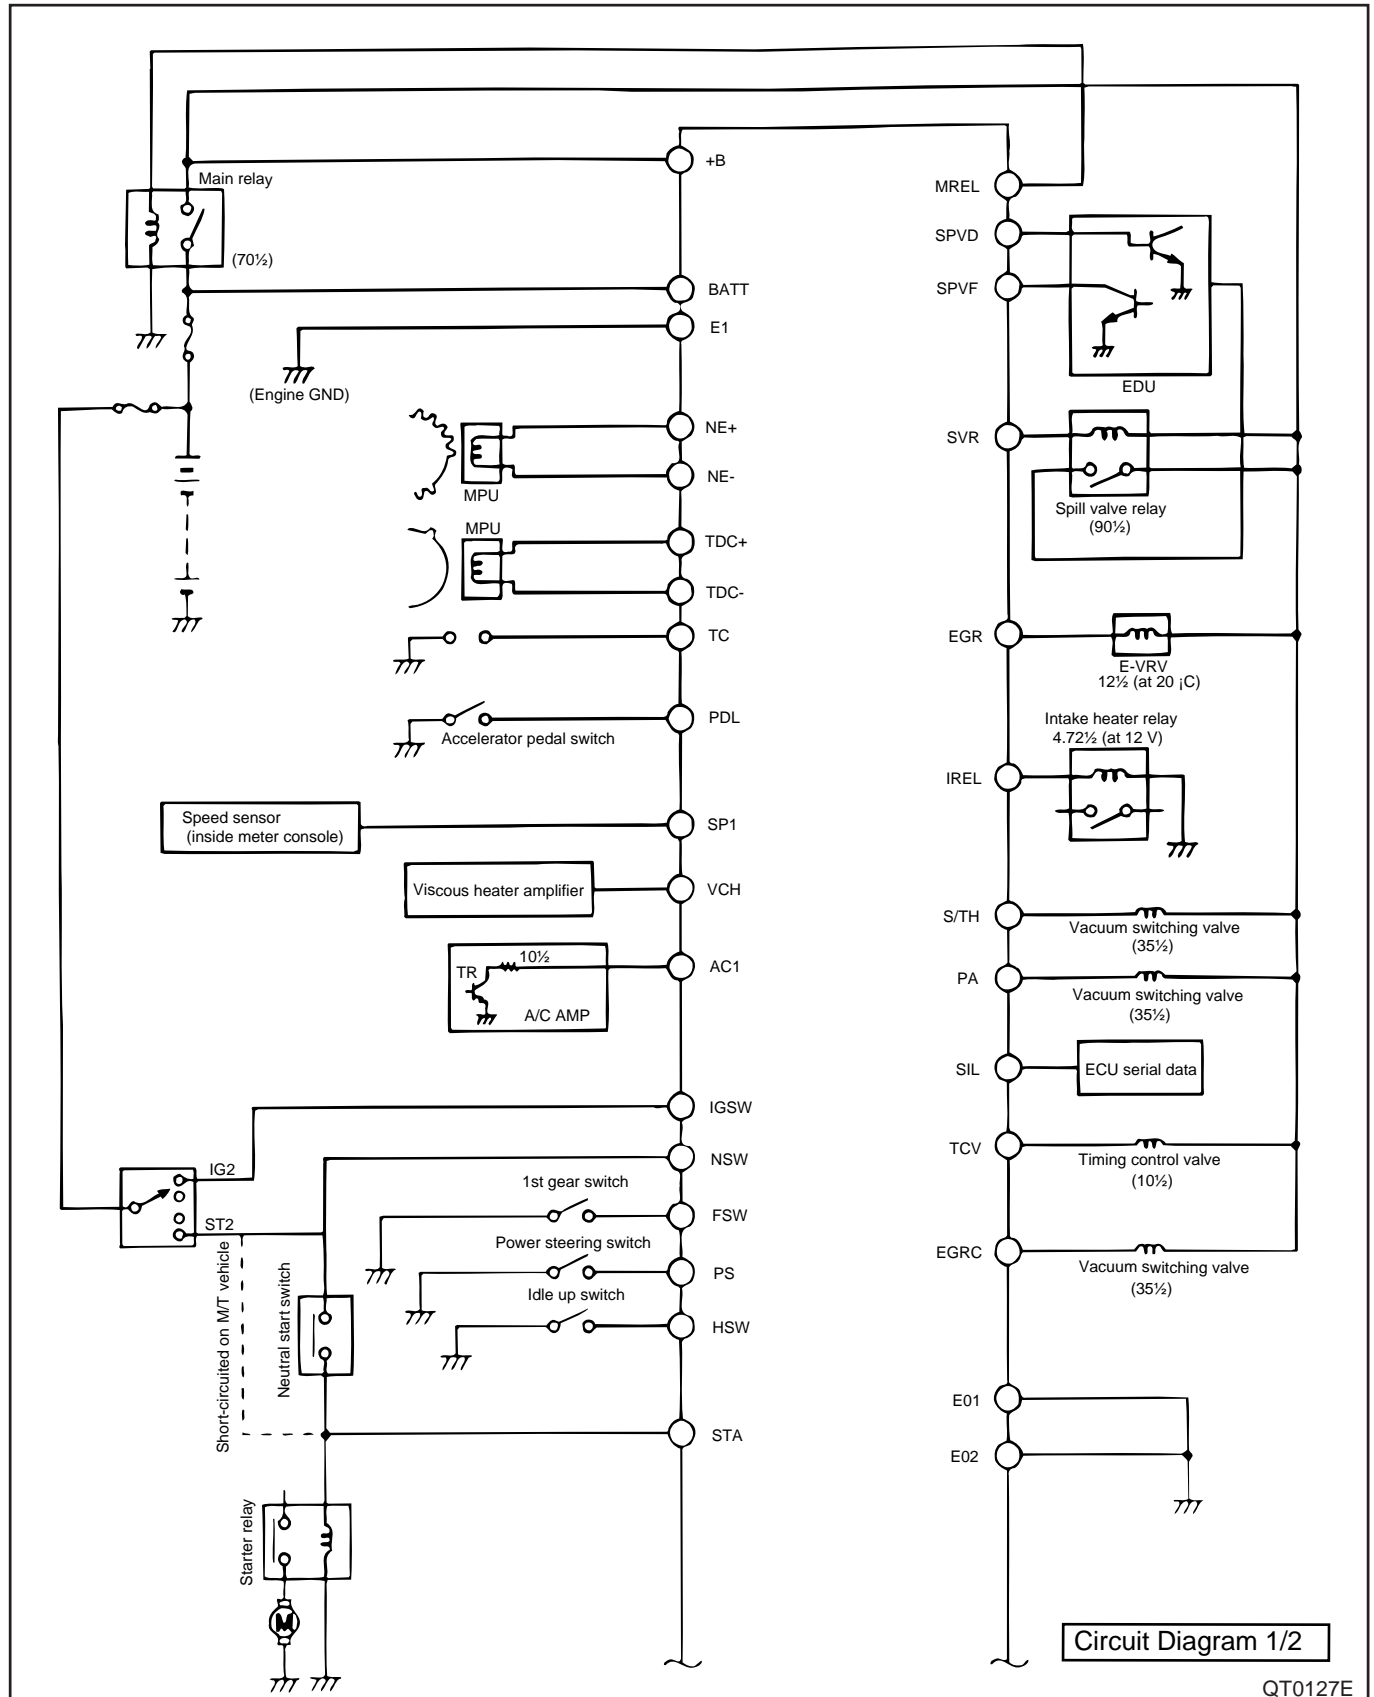 +B
Main relay
MREL
SPVD
(70½)
SPVF
BATT
E1
(Engine GND)
EDU
NE+
SVR
NE-
MPU
Spill valve relay
(90½)
MPU
TDC+
TDC-
TC
EGR
E-VRV
12½ (at 20 ¡C)
PDL
Accelerator pedal switch
Intake heater relay
4.72½ (at 12 V)
IREL
Speed sensor
(inside meter console)
SP1
Viscous heater amplifier
VCH
S/TH
Vacuum switching valve
(35½)
10½
TR
AC1
A/C AMP
PA
Vacuum switching valve
(35½)
SIL
ECU serial data
IGSW
TCV
Timing control valve
(10½)
IG2
NSW
1st gear switch
FSW
ST2
Power steering switch
PS
EGRC
Vacuum switching valve
(35½)
Idle up switch
HSW
Short-circuited on M/T vehicle
Neutral start switch
E01
STA
E02
Starter relay
M
Circuit Diagram 1/2
QT0127E